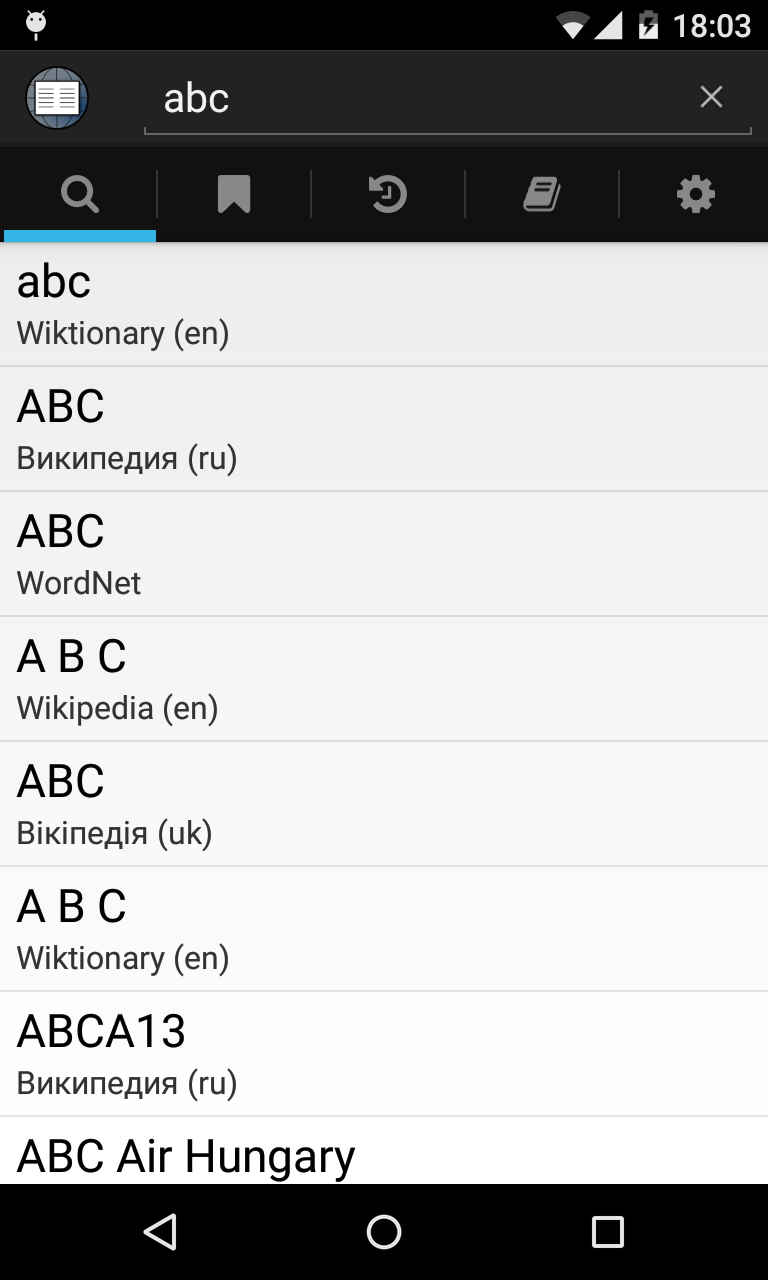 18:03
abc
abc
Wiktionary (en)
ABC
Википедия (ru)
ABC
WordNet
A B C
Wikipedia (en)
ABC
Вікіпедія (uk)
A B C
Wiktionary (en)
ABCA13
Википедия (ru)
ABC Air Hungary